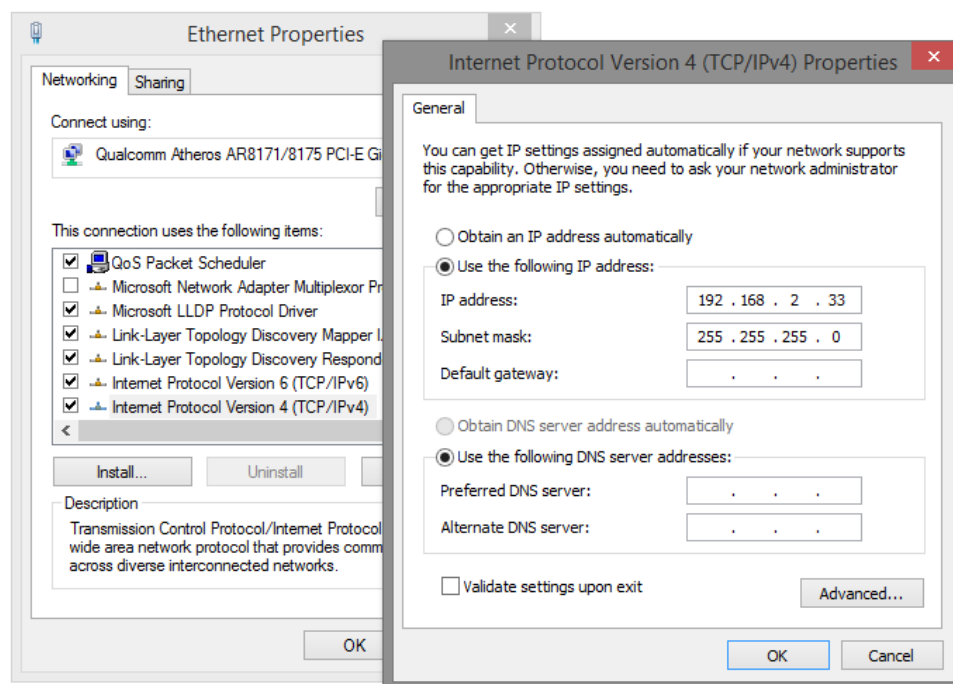 Ethernet Properties
Networking
Sharing
Connect using:
Qualcomm Atheros AR8171/8175 PCI-E
This connection uses the following items:
QoS Packet Scheduler
Microsoft Network Adapter Multiplexor
Microsoft LLDP Protocol Driver
Link-Layer Topology Discovery Mapper
Link-Layer Topology Discovery
Internet Protocol Version 6 (TCP/IPv6)
Internet Protocol Version 4 (TCP/IPv4)
Install...
Uninstall
Description
Transmission Control Protocol/Internet Protocol
wide area network protocol that provides
across diverse interconnected networks.
OK
Internet Protocol Version 4 (TCP/IPv4) Properties
General
You can get IP settings assigned automatically if your network supports
this capability. Otherwise, you need to ask your network administrator
for the appropriate IP settings.
Obtain an IP address automatically
Use the following IP address:
IP address:
192 . 168 . 2 . 33
Subnet mask:
255 . 255 . 255 . 0
Default gateway:
. . .
Obtain DNS server address automatically
Use the following DNS server addresses:
Preferred DNS server:
. . .
Alternate DNS server:
. . .
Validate settings upon exit
Advanced...
OK
Cancel